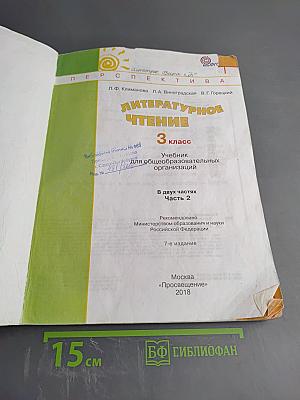 ФГОС
ПЕРСПЕКТИВА
Л.Ф. Климанова Л.А. Виноградская В.Г. Горецкий
ЛИТЕРАТУРНОЕ
ЧТЕНИЕ
3 класс
Учебник
для общеобразовательных
организаций
В двух частях
Часть 2
Рекомендовано
Министерством образования и науки
Российской Федерации
7-е издание
Москва
«Просвещение»
2018
15 см
БФ БИБЛИОФАН